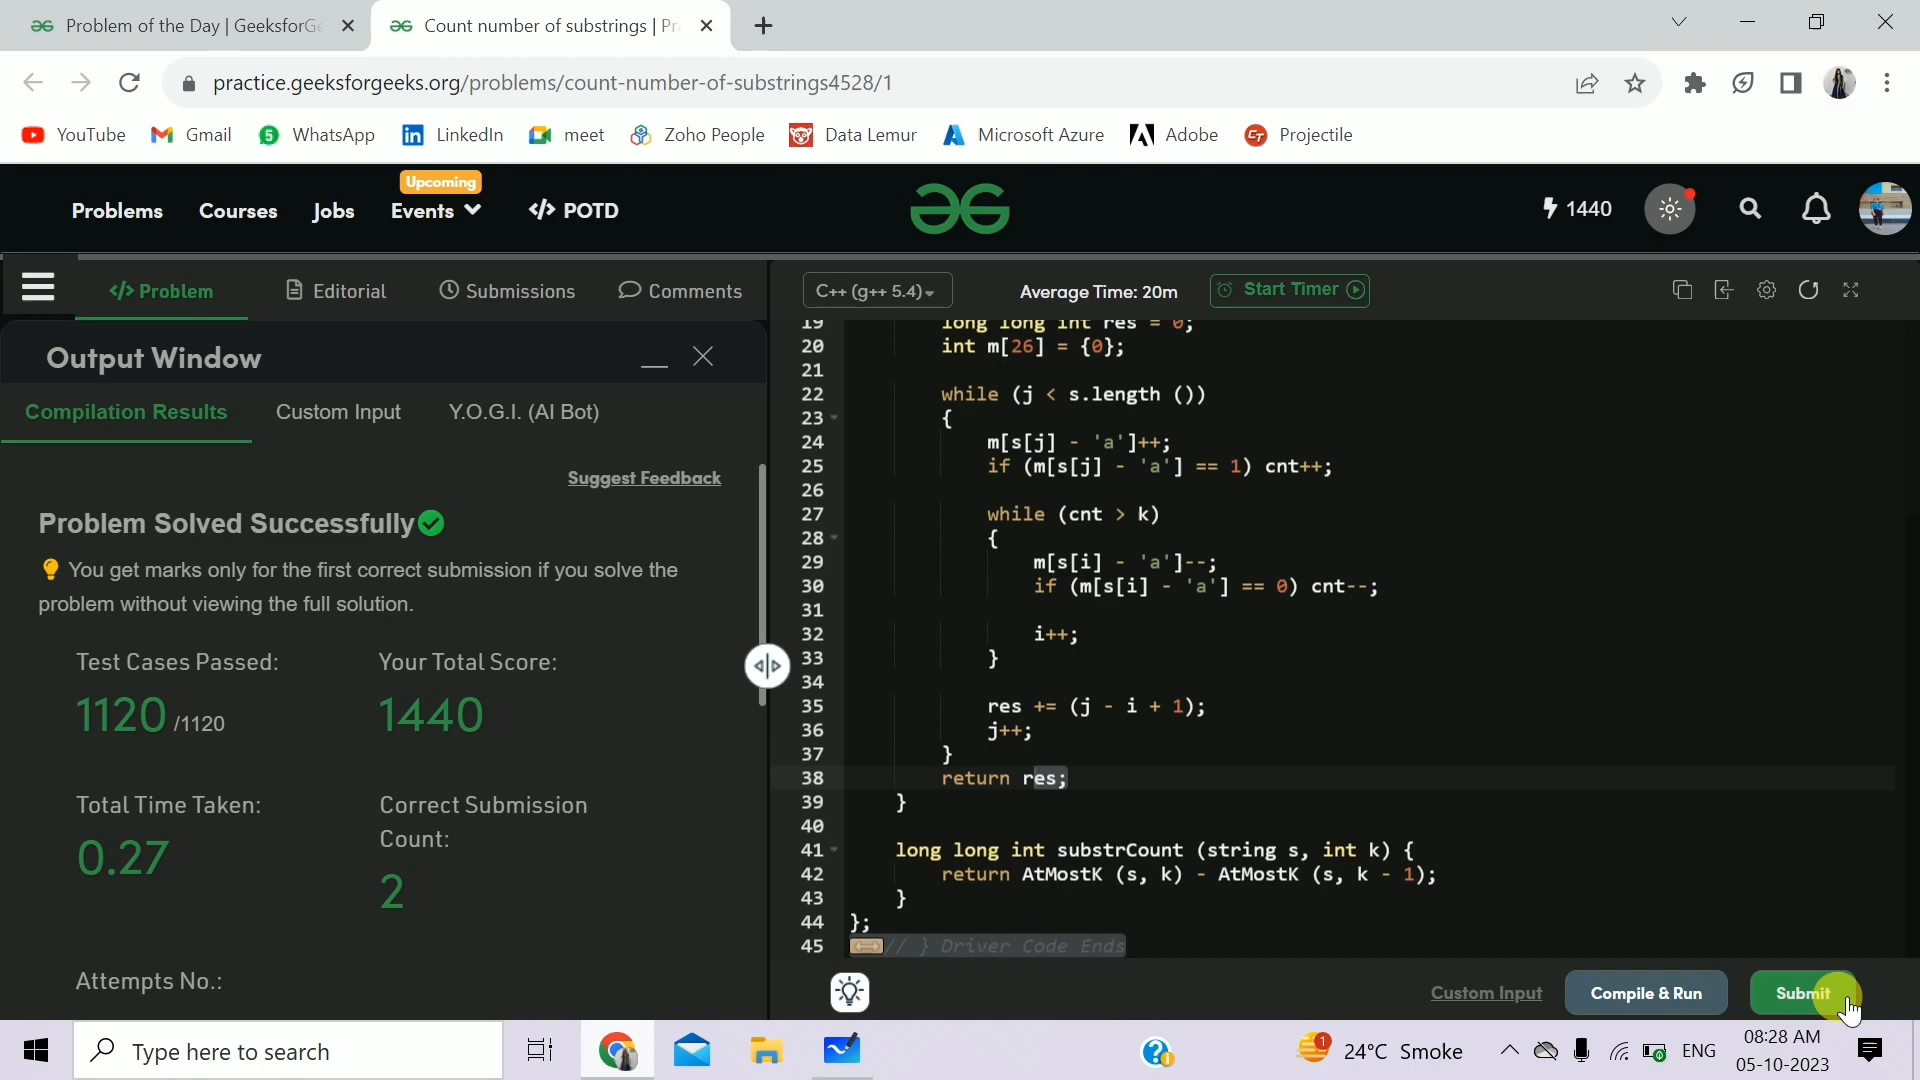 Problem of the Day | GeeksforGe
Count number of substrings | Pr
practice.geeksforgeeks.org/problems/count-number-of-substrings4528/1
YouTube Gmail WhatsApp LinkedIn meet Zoho People Data Lemur Microsoft Azure Adobe Projectile
Upcoming
Problems Courses Jobs Events </> POTD 1440
</> Problem Editorial Submissions Comments
C++ (g++ 5.4) Average Time: 20m Start Timer
Output Window
Compilation Results Custom Input Y.O.G.I. (AI Bot)
Suggest Feedback
Problem Solved Successfully
You get marks only for the first correct submission if you solve the
problem without viewing the full solution.
Test Cases Passed: Your Total Score:
1120 /1120 1440
Total Time Taken: Correct Submission
Count:
0.27
2
Attempts No.:
19 long long int res = 0;
20 int m[26] = {0};
21
22 while (j < s.length ())
23 {
24 m[s[j] - 'a']++;
25 if (m[s[j] - 'a'] == 1) cnt++;
26
27 while (cnt > k)
28 {
29 m[s[i] - 'a']--;
30 if (m[s[i] - 'a'] == 0) cnt--;
31
32 i++;
33 }
34
35 res += (j - i + 1);
36 j++;
37 }
38 return res;
39 }
40
41 long long int substrCount (string s, int k) {
42 return AtMostK (s, k) - AtMostK (s, k - 1);
43 }
44 };
45 // } Driver Code Ends
Custom Input Compile & Run Submit
Type here to search
1 24°C Smoke ENG
08:28 AM
05-10-2023